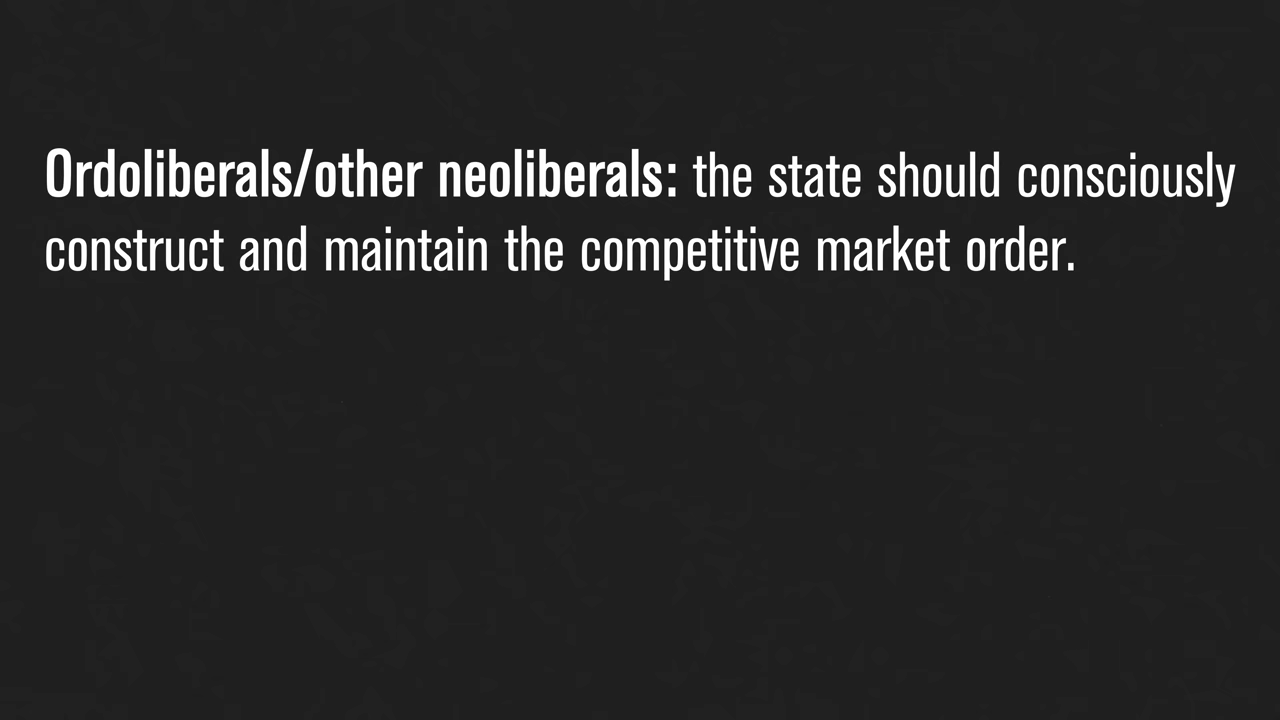 Ordoliberals/other neoliberals: the state should consciously
construct and maintain the competitive market order.